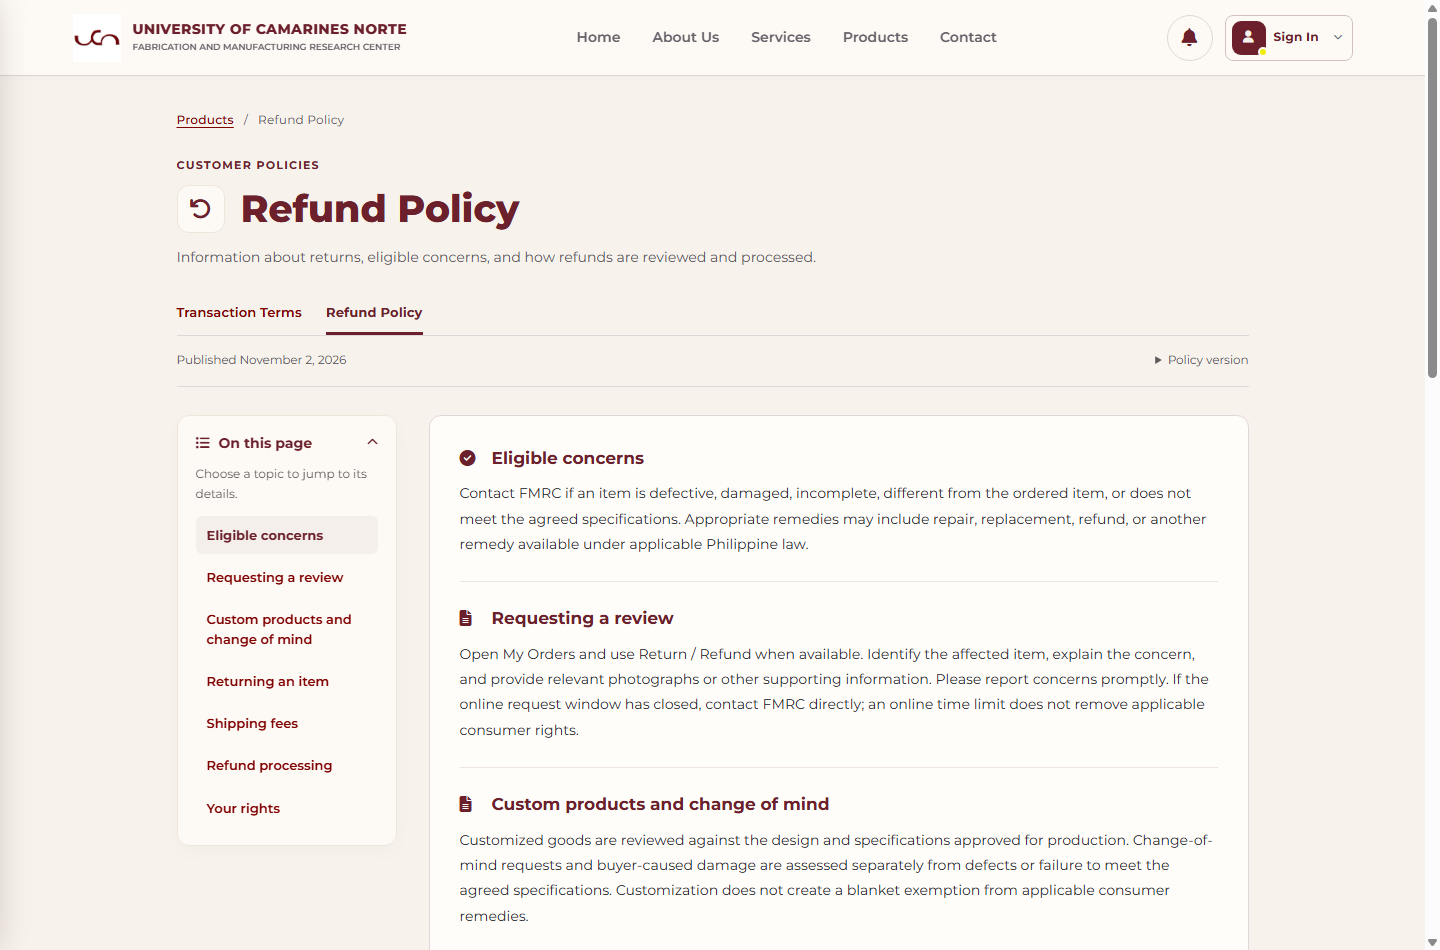 UNIVERSITY OF CAMARINES NORTE
FABRICATION AND MANUFACTURING RESEARCH CENTER
Home
About Us
Services
Products
Contact
Sign In
Products / Refund Policy
CUSTOMER POLICIES
Refund Policy
Information about returns, eligible concerns, and how refunds are reviewed and processed.
Transaction Terms
Refund Policy
Published November 2, 2026
Policy version
On this page
Choose a topic to jump to its
details.
Eligible concerns
Requesting a review
Custom products and
change of mind
Returning an item
Shipping fees
Refund processing
Your rights
Eligible concerns
Contact FMRC if an item is defective, damaged, incomplete, different from the ordered item, or does not
meet the agreed specifications. Appropriate remedies may include repair, replacement, refund, or another
remedy available under applicable Philippine law.
Requesting a review
Open My Orders and use Return / Refund when available. Identify the affected item, explain the concern,
and provide relevant photographs or other supporting information. Please report concerns promptly. If the
online request window has closed, contact FMRC directly; an online time limit does not remove applicable
consumer rights.
Custom products and change of mind
Customized goods are reviewed against the design and specifications approved for production. Change-of-
mind requests and buyer-caused damage are assessed separately from defects or failure to meet the
agreed specifications. Customization does not create a blanket exemption from applicable consumer
remedies.